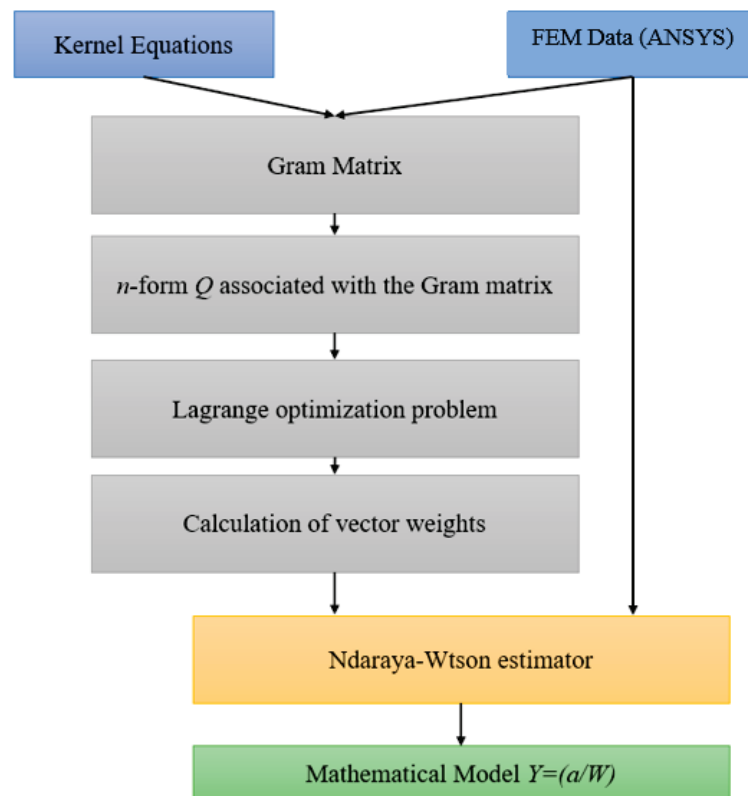 Kernel Equations
FEM Data (ANSYS)
Gram Matrix
n-form Q associated with the Gram matrix
Lagrange optimization problem
Calculation of vector weights
Ndaraya-Wtson estimator
Mathematical Model Y=(a/W)